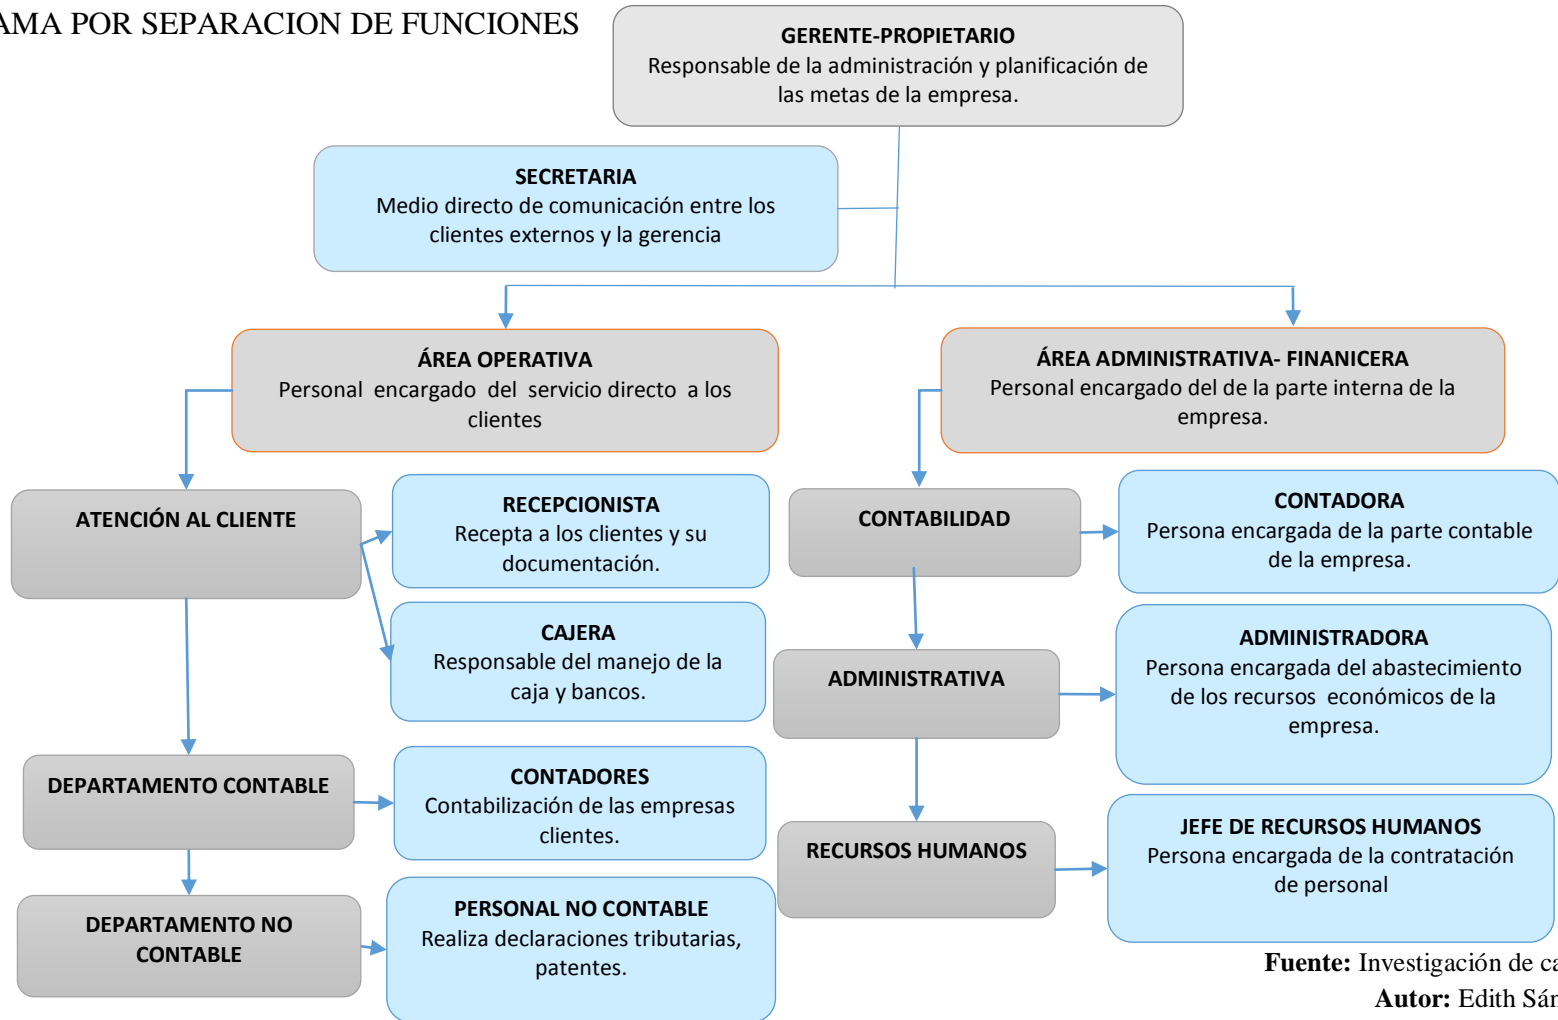 AMA POR SEPARACION DE FUNCIONES
GERENTE-PROPIETARIO
Responsable de la administración y planificación de
las metas de la empresa.
SECRETARIA
Medio directo de comunicación entre los
clientes externos y la gerencia
ÁREA OPERATIVA
Personal encargado del servicio directo a los
clientes
ÁREA ADMINISTRATIVA- FINANICERA
Personal encargado del de la parte interna de la
empresa.
ATENCIÓN AL CLIENTE
RECEPCIONISTA
Recepta a los clientes y su
documentación.
CAJERA
Responsable del manejo de la
caja y bancos.
DEPARTAMENTO CONTABLE
CONTADORES
Contabilización de las empresas
clientes.
DEPARTAMENTO NO
CONTABLE
PERSONAL NO CONTABLE
Realiza declaraciones tributarias,
patentes.
CONTABILIDAD
CONTADORA
Persona encargada de la parte contable
de la empresa.
ADMINISTRATIVA
ADMINISTRADORA
Persona encargada del abastecimiento
de los recursos económicos de la
empresa.
RECURSOS HUMANOS
JEFE DE RECURSOS HUMANOS
Persona encargada de la contratación
de personal
Fuente: Investigación de ca
Autor: Edith Sán